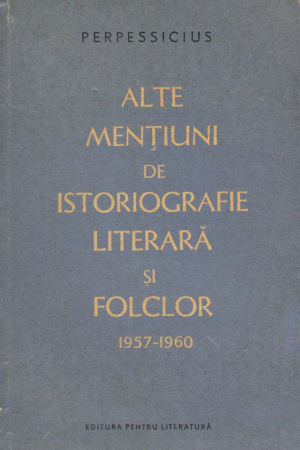 PERPESSICIUS
ALTE
MENȚIUNI
DE
ISTORIOGRAFIE
LITERARĂ
ȘI
FOLCLOR
1957-1960
EDITURA PENTRU LITERATURĂ